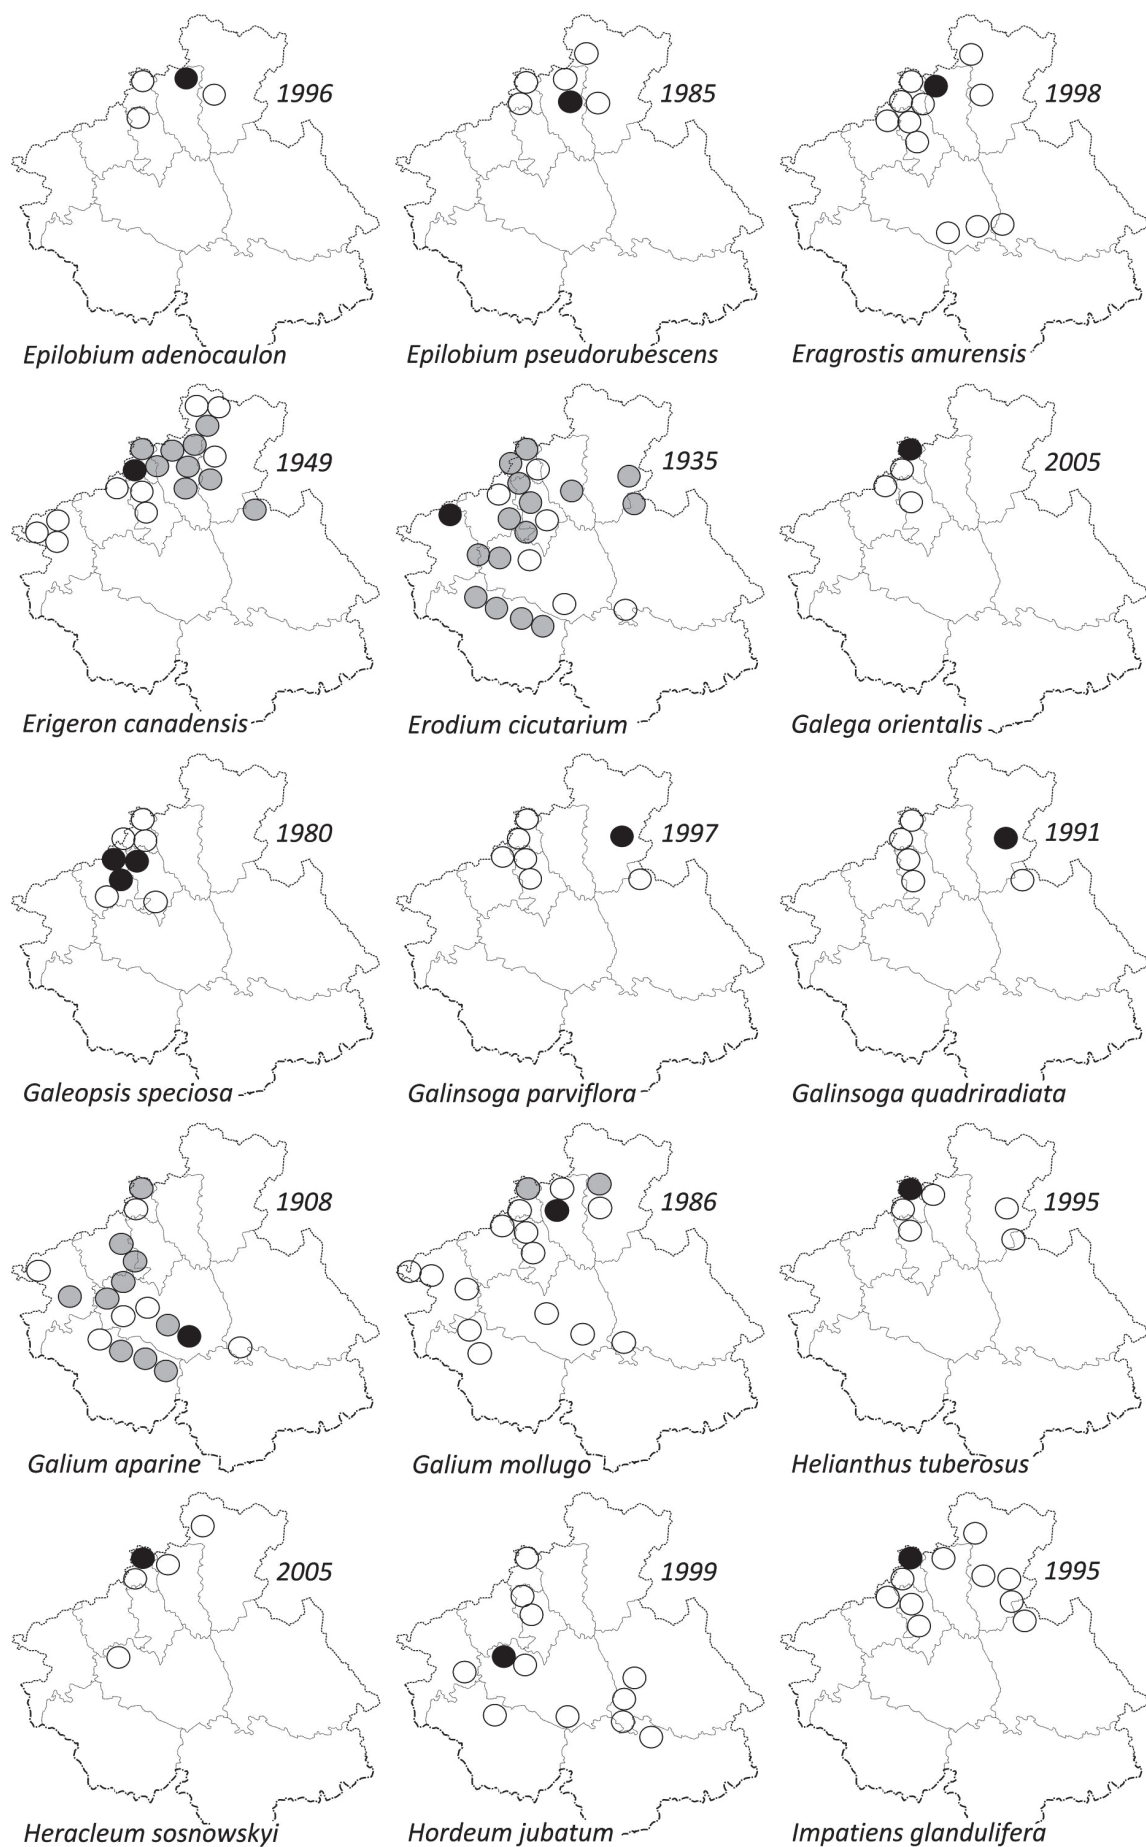 1996
1985
1998
Epilobium adenocaulon
Epilobium pseudorubescens
Eragrostis amurensis
1949
1935
2005
Erigeron canadensis
Erodium cicutarium
Galega orientalis
1980
1997
1991
Galeopsis speciosa
Galinsoga parviflora
Galinsoga quadriradiata
1908
1986
1995
Galium aparine
Galium mollugo
Helianthus tuberosus
2005
1999
1995
Heracleum sosnowskyi
Hordeum jubatum
Impatiens glandulifera